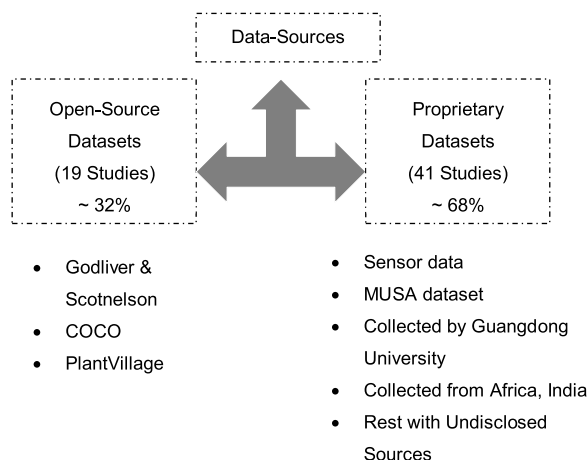 Data-Sources
Open-Source
Datasets
(19 Studies)
~ 32%
Proprietary
Datasets
(41 Studies)
~ 68%
• Godliver &
Scotnelson
• COCO
• PlantVillage
• Sensor data
• MUSA dataset
• Collected by Guangdong
University
• Collected from Africa, India
• Rest with Undisclosed
Sources